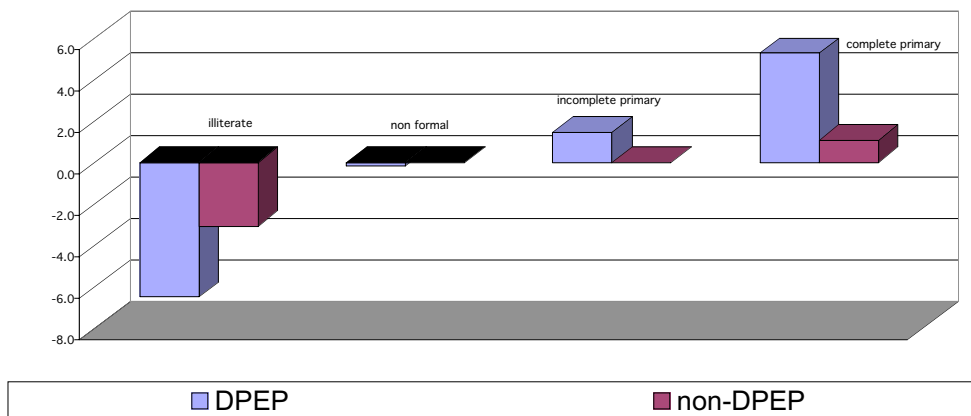 6.0
4.0
2.0
0.0
-2.0
-4.0
-6.0
-8.0
illiterate
non formal
incomplete primary
complete primary
DPEP
non-DPEP